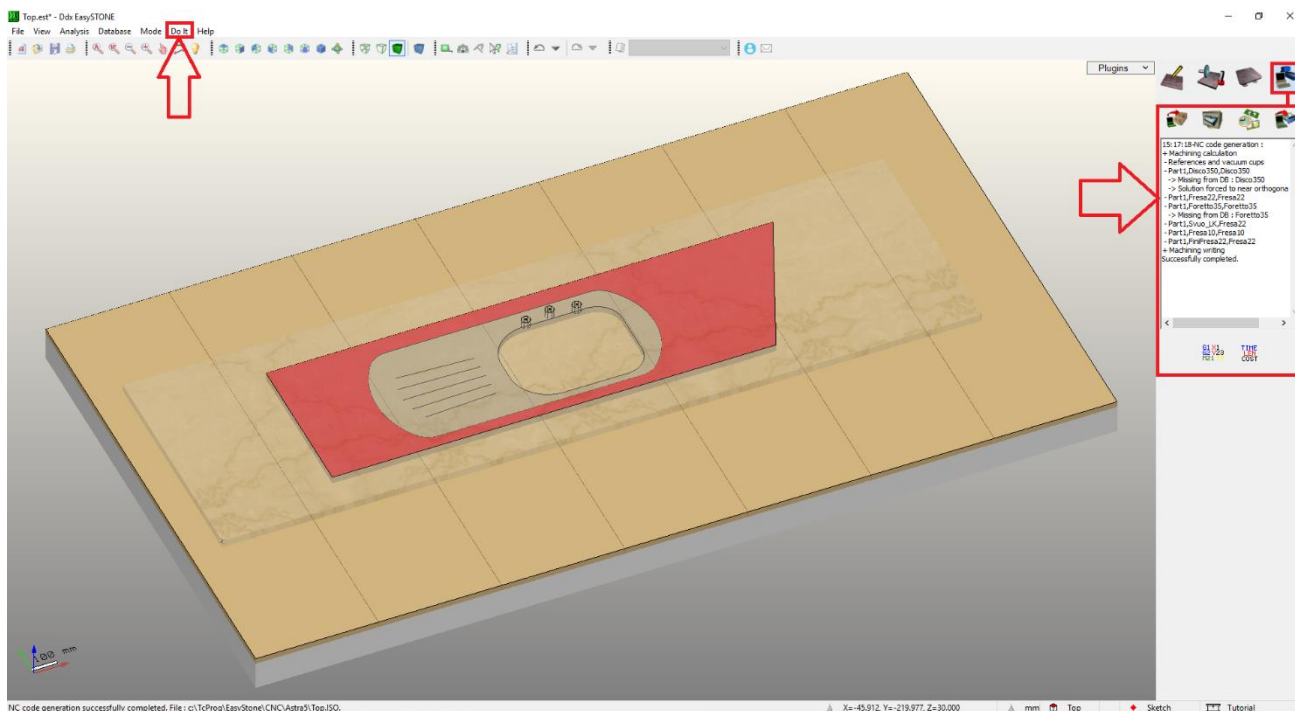 Top.est* - Ddx EasySTONE
File View Analysis Database Mode Do It Help
Plugins
15:17:18-NC code generation :
+ Machining calculation
- References and vacuum cups
- Part1,Disco350,Disco350
-> Missing from DB : Disco350
-> Solution forced to near orthogona
- Part1,Fresa22,Fresa22
- Part1,Foretto35,Foretto35
-> Missing from DB : Foretto35
- Part1,Svuo_LK,Fresa22
- Part1,Fresa10,Fresa10
- Part1,FiniFresa22,Fresa22
+ Machining writing
Successfully completed.
TIME
LEN
COST
100 mm
NC code generation successfully completed. File : c:\TcProg\EasyStone\CNC\Astra5\Top.ISO.
X=-45.912, Y=-219.977, Z=30.000 mm Top Sketch Tutorial